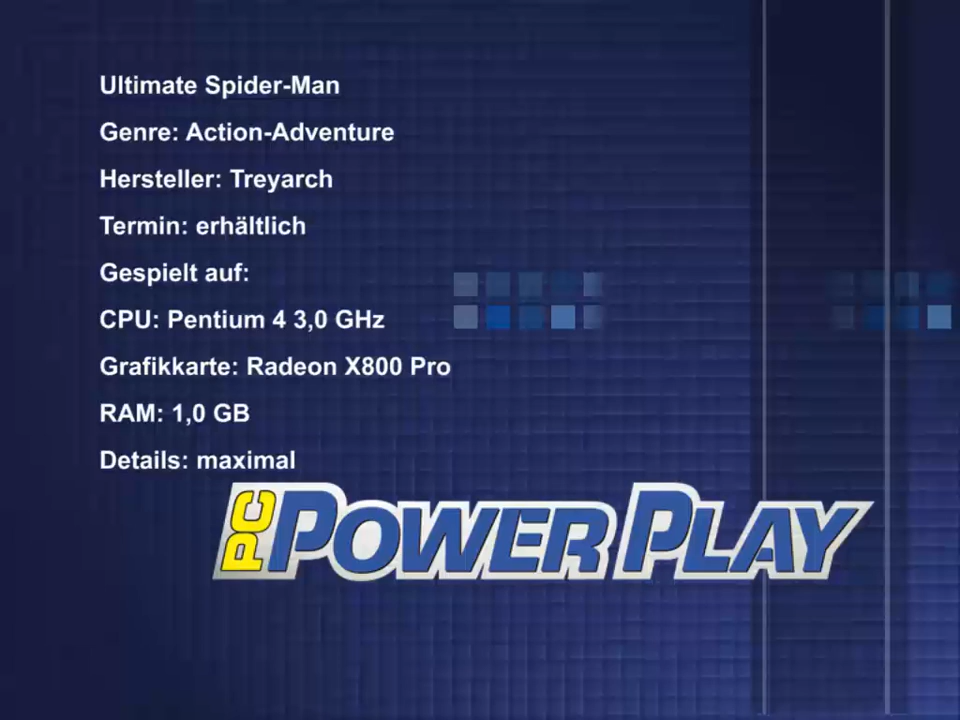 Ultimate Spider-Man
Genre: Action-Adventure
Hersteller: Treyarch
Termin: erhältlich
Gespielt auf:
CPU: Pentium 4 3,0 GHz
Grafikkarte: Radeon X800 Pro
RAM: 1,0 GB
Details: maximal
PC POWER PLAY